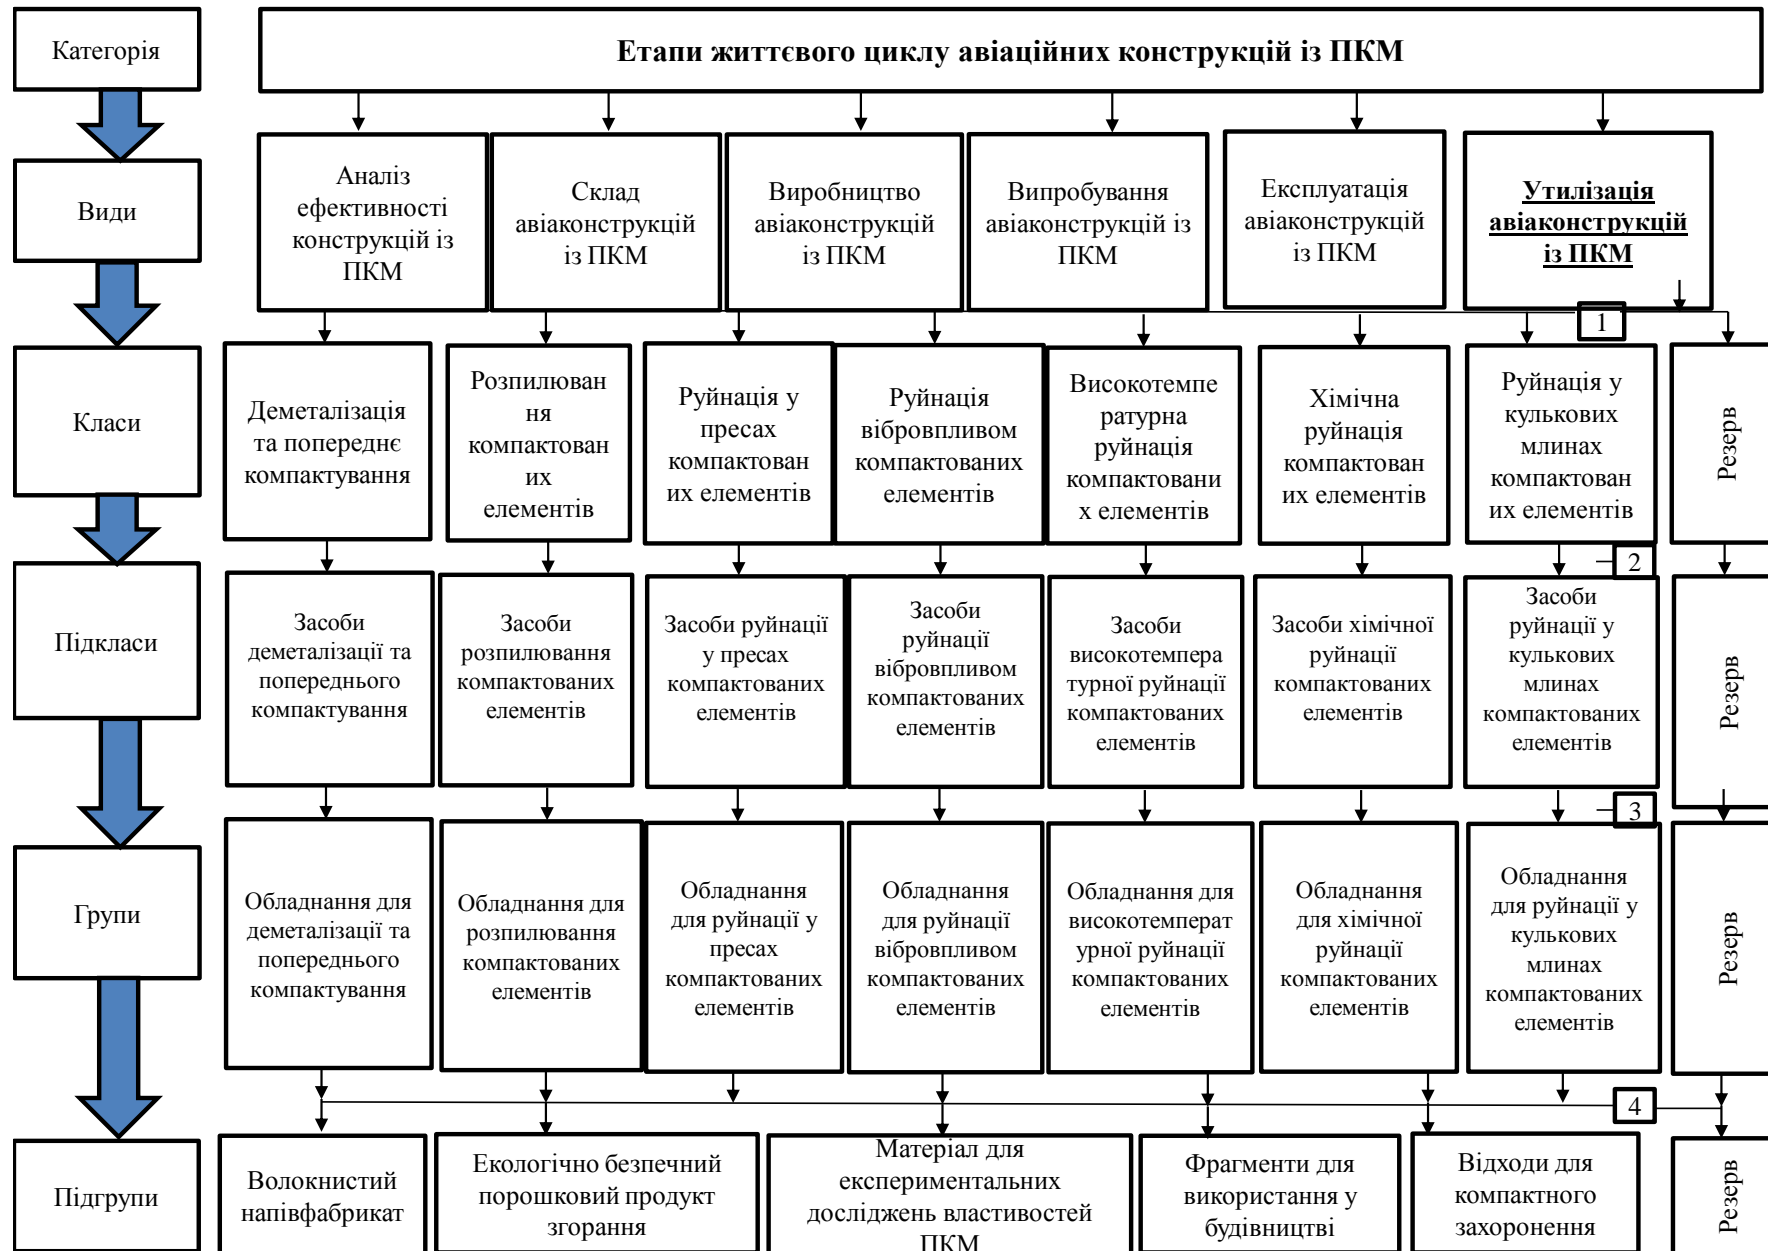 Категорія
Етапи життєвого циклу авіаційних конструкцій із ПКМ
Види
Аналіз
ефективності
конструкцій із
ПКМ
Склад
авіаконструкцій
із ПКМ
Виробництво
авіаконструкцій
із ПКМ
Випробування
авіаконструкцій із
ПКМ
Експлуатація
авіаконструкцій
із ПКМ
Утилізація
авіаконструкцій
із ПКМ
1
Класи
Деметалізація
та попереднє
компактування
Розпилюван
ня
компактован
их
елементів
Руйнація у
пресах
компактован
их елементів
Руйнація
вібровпливом
компактованих
елементів
Високотемпе
ратурна
руйнація
компактовани
х елементів
Хімічна
руйнація
компактован
их елементів
Руйнація у
кулькових
млинах
компактован
их елементів
Резерв
2
Підкласи
Засоби
деметалізації та
попереднього
компактування
Засоби
розпилювання
компактованих
елементів
Засоби руйнації
у пресах
компактованих
елементів
Засоби
руйнації
вібровпливом
компактованих
елементів
Засоби
високотемпера
турної руйнації
компактованих
елементів
Засоби хімічної
руйнації
компактованих
елементів
Засоби
руйнації у
кулькових
млинах
компактованих
елементів
Резерв
3
Групи
Обладнання для
деметалізації та
попереднього
компактування
Обладнання для
розпилювання
компактованих
елементів
Обладнання
для руйнації у
пресах
компактованих
елементів
Обладнання
для руйнації
вібровпливом
компактованих
елементів
Обладнання для
високотемперат
урної руйнації
компактованих
елементів
Обладнання
для хімічної
руйнації
компактованих
елементів
Обладнання
для руйнації у
кулькових
млинах
компактованих
елементів
Резерв
4
Підгрупи
Волокнистий
напівфабрикат
Екологічно безпечний
порошковий продукт
згорання
Матеріал для
експериментальних
досліджень властивостей
ПКМ
Фрагменти для
використання у
будівництві
Відходи для
компактного
захоронення
Резерв